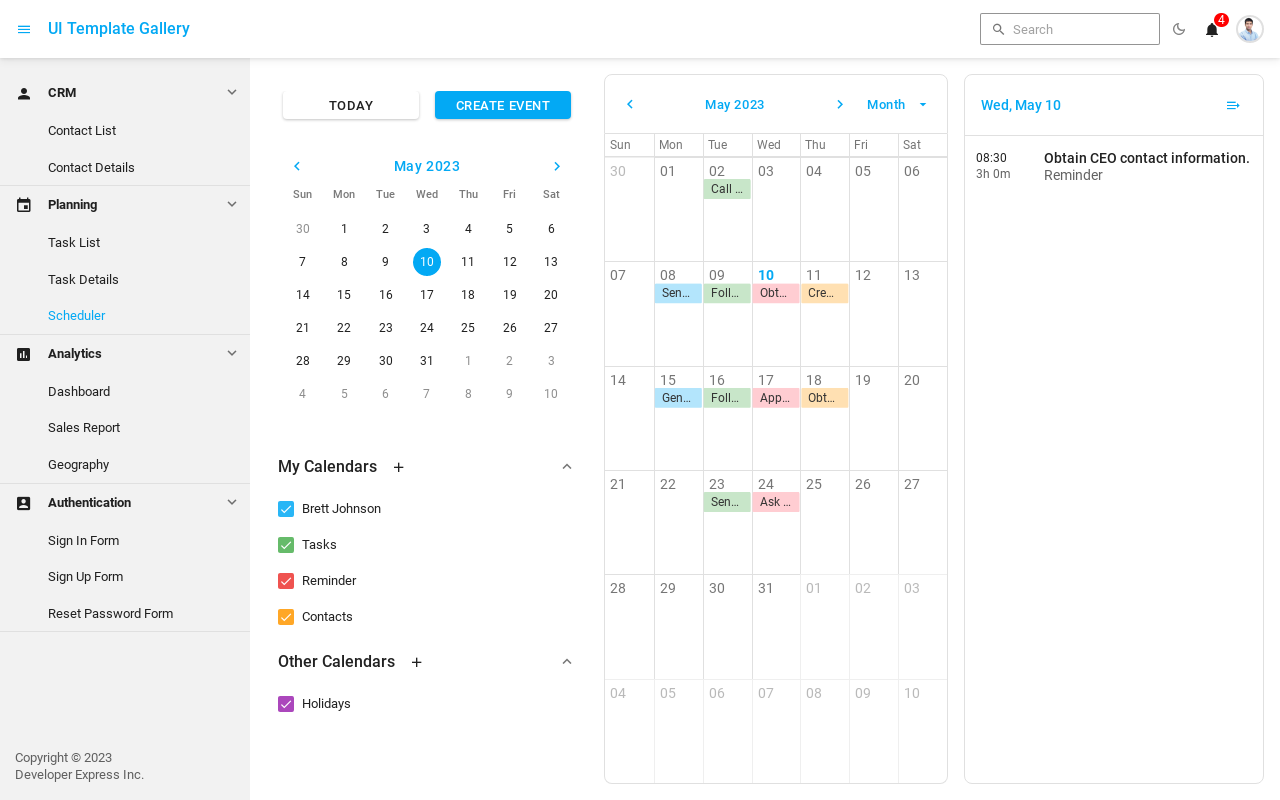 UI Template Gallery
Search
4
CRM
Contact List
Contact Details
Planning
Task List
Task Details
Scheduler
Analytics
Dashboard
Sales Report
Geography
Authentication
Sign In Form
Sign Up Form
Reset Password Form
Copyright © 2023
Developer Express Inc.
TODAY
CREATE EVENT
May 2023
Sun Mon Tue Wed Thu Fri Sat
30 1 2 3 4 5 6
7 8 9 10 11 12 13
14 15 16 17 18 19 20
21 22 23 24 25 26 27
28 29 30 31 1 2 3
4 5 6 7 8 9 10
My Calendars
Brett Johnson
Tasks
Reminder
Contacts
Other Calendars
Holidays
May 2023
Month
Sun Mon Tue Wed Thu Fri Sat
30 01 02 03 04 05 06
Call ...
07 08 09 10 11 12 13
Sen... Foll... Obt... Cre...
14 15 16 17 18 19 20
Gen... Foll... App... Obt...
21 22 23 24 25 26 27
Sen... Ask ...
28 29 30 31 01 02 03
04 05 06 07 08 09 10
Wed, May 10
08:30 Obtain CEO contact information.
3h 0m Reminder